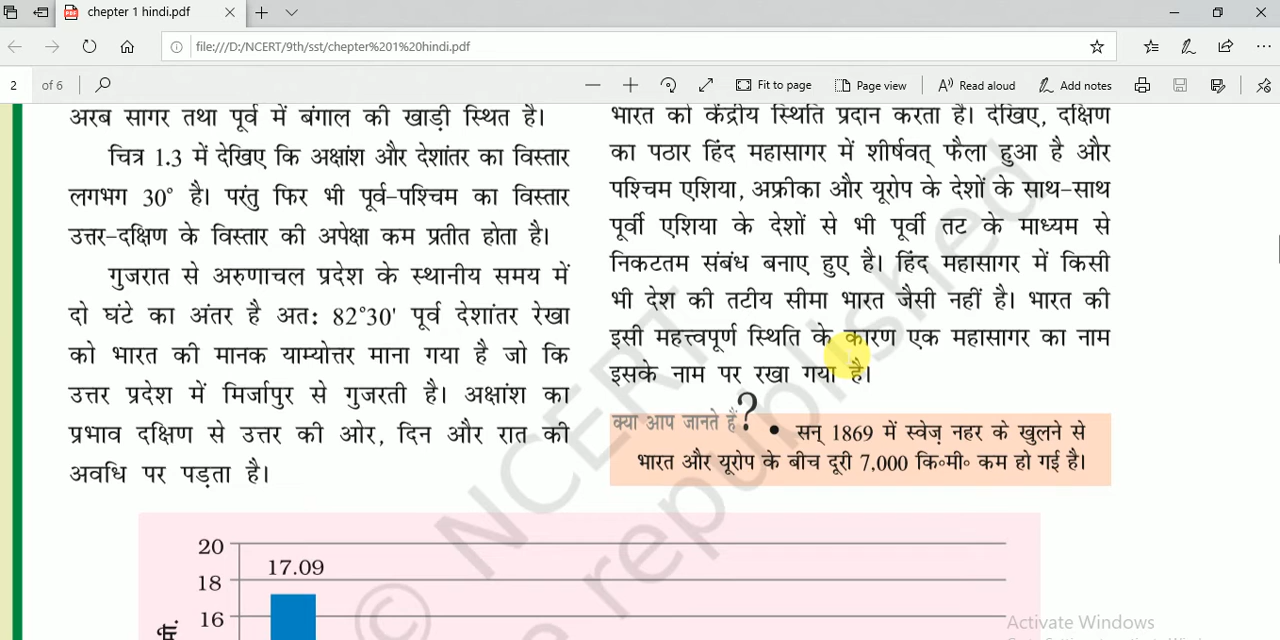 chepter 1 hindi.pdf
file:///D:/NCERT/9th/sst/chepter%201%20hindi.pdf
2 of 6
Fit to page
Page view
Read aloud
Add notes
अरब सागर तथा पूर्व में बंगाल की खाड़ी स्थित है।
चित्र 1.3 में देखिए कि अक्षांश और देशांतर का विस्तार
लगभग 30° है। परंतु फिर भी पूर्व-पश्चिम का विस्तार
उत्तर-दक्षिण के विस्तार की अपेक्षा कम प्रतीत होता है।
गुजरात से अरुणाचल प्रदेश के स्थानीय समय में
दो घंटे का अंतर है अतः 82°30' पूर्व देशांतर रेखा
को भारत की मानक याम्योत्तर माना गया है जो कि
उत्तर प्रदेश में मिर्जापुर से गुजरती है। अक्षांश का
प्रभाव दक्षिण से उत्तर की ओर, दिन और रात की
अवधि पर पड़ता है।
भारत को केंद्रीय स्थिति प्रदान करता है। देखिए, दक्षिण
का पठार हिंद महासागर में शीर्षवत् फैला हुआ है और
पश्चिम एशिया, अफ्रीका और यूरोप के देशों के साथ-साथ
पूर्वी एशिया के देशों से भी पूर्वी तट के माध्यम से
निकटतम संबंध बनाए हुए है। हिंद महासागर में किसी
भी देश की तटीय सीमा भारत जैसी नहीं है। भारत की
इसी महत्त्वपूर्ण स्थिति के कारण एक महासागर का नाम
इसके नाम पर रखा गया है।
क्या आप जानते हैं?
• सन् 1869 में स्वेज़ नहर के खुलने से
भारत और यूरोप के बीच दूरी 7,000 कि॰मी॰ कम हो गई है।
20
17.09
18
16
© NCERT
republished
Activate Windows